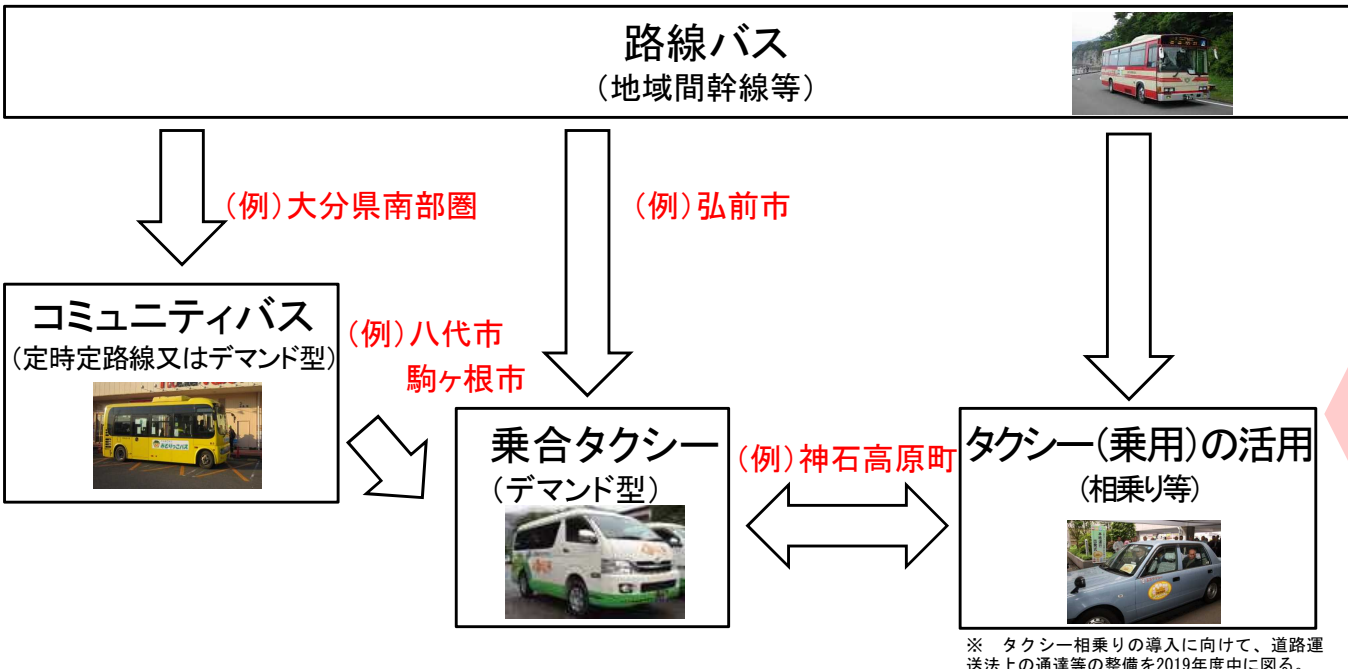 路線バス
（地域間幹線等）
（例）大分県南部圏
（例）弘前市
コミュニティバス
（定時定路線又はデマンド型）
（例）八代市
駒ヶ根市
乗合タクシー
（デマンド型）
（例）神石高原町
タクシー（乗用）の活用
（相乗り等）
※　タクシー相乗りの導入に向けて、道路運
送法上の通達等の整備を2019年度中に図る。